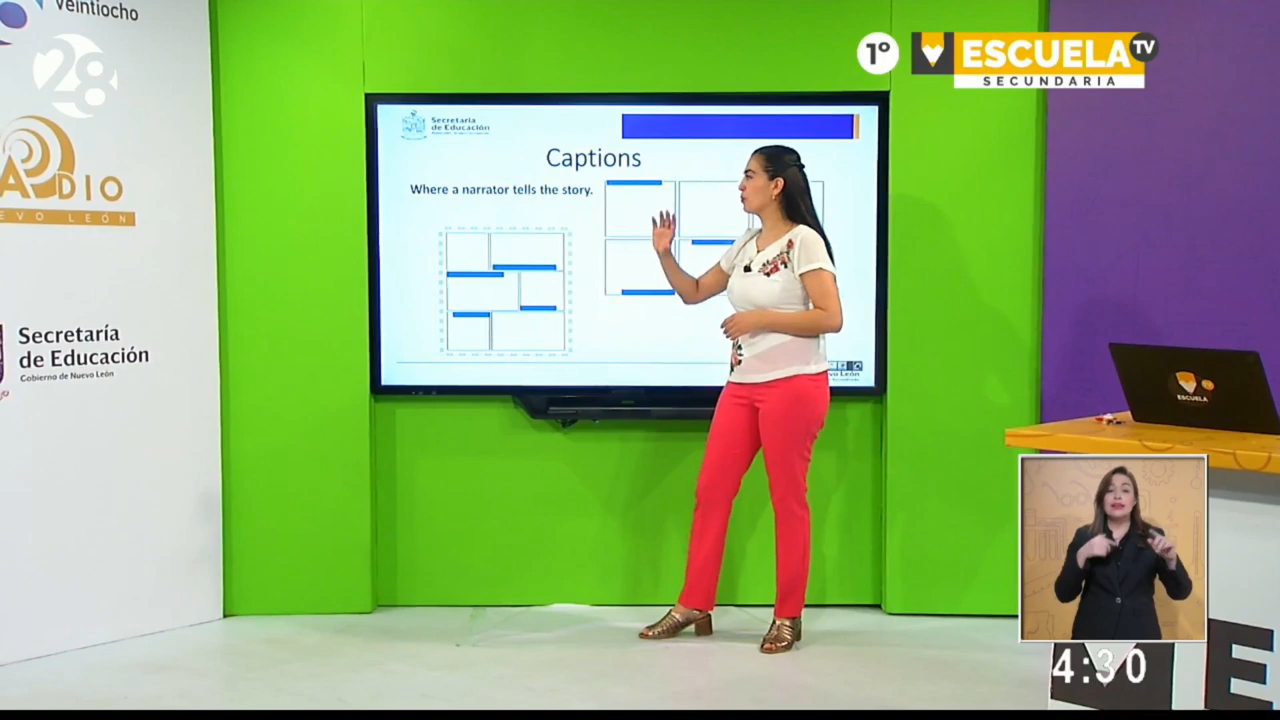 Veintiocho
28
ADIO
EVO LEÓN
Secretaría
de Educación
Gobierno de Nuevo León
1º
ESCUELA TV
SECUNDARIA
Secretaría
de Educación
Captions
Where a narrator tells the story.
ESCUELA
4:30
E